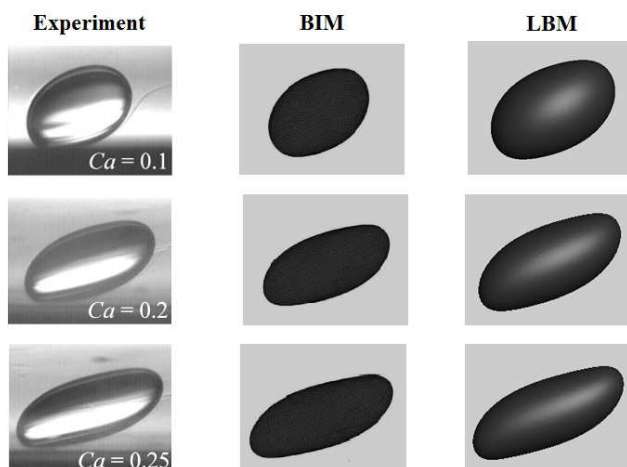 Experiment BIM LBM
Ca = 0.1
Ca = 0.2
Ca = 0.25